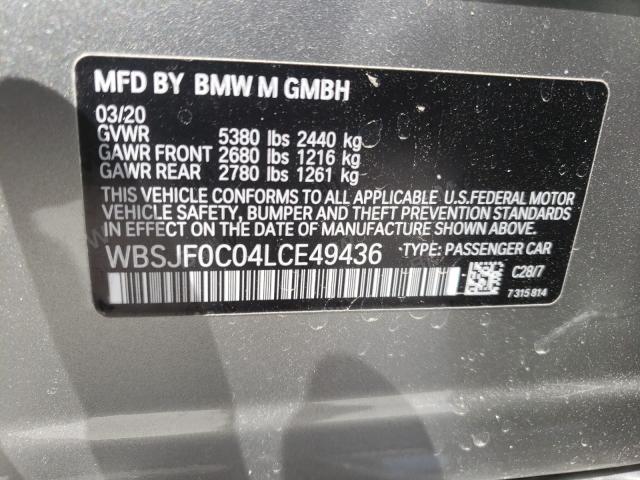 MFD BY BMW M GMBH
03/20
GVWR 5380 lbs 2440 kg
GAWR FRONT 2680 lbs 1216 kg
GAWR REAR 2780 lbs 1261 kg
THIS VEHICLE CONFORMS TO ALL APPLICABLE U.S.FEDERAL MOTOR
VEHICLE SAFETY, BUMPER AND THEFT PREVENTION STANDARDS
IN EFFECT ON THE DATE OF MANUFACTURE SHOWN ABOVE.
WBSJF0C04LCE49436 TYPE: PASSENGER CAR
C28/7
7 315 814